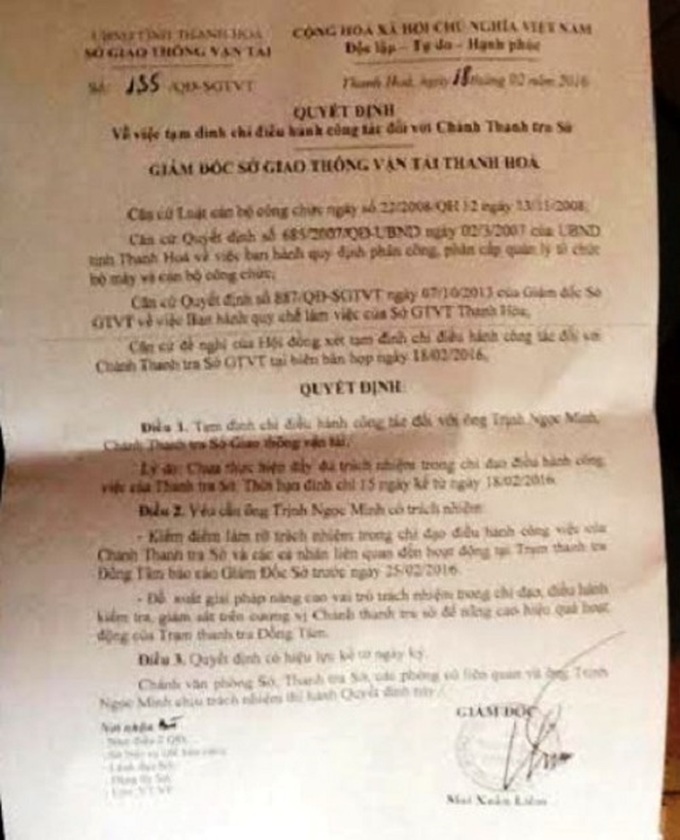 UBND TỈNH THANH HOÁ
SỞ GIAO THÔNG VẬN TẢI
CỘNG HOÀ XÃ HỘI CHỦ NGHĨA VIỆT NAM
Độc lập – Tự do – Hạnh phúc
Số: 155 /QĐ-SGTVT
Thanh Hoá, ngày 18 tháng 02 năm 2016
QUYẾT ĐỊNH
Về việc tạm đình chỉ điều hành công tác đối với Chánh Thanh tra Sở
GIÁM ĐỐC SỞ GIAO THÔNG VẬN TẢI THANH HOÁ
Căn cứ Luật cán bộ công chức ngày số 22/2008/QH 12 ngày 13/11/2008;
Căn cứ Quyết định số 685/2007/QĐ-UBND ngày 02/3/2007 của UBND
tỉnh Thanh Hoá về việc ban hành quy định phân công, phân cấp quản lý tổ chức
bộ máy và cán bộ công chức;
Căn cứ Quyết định số 887/QĐ-SGTVT ngày 07/10/2013 của Giám đốc Sở
GTVT về việc Ban hành quy chế làm việc của Sở GTVT Thanh Hóa;
Căn cứ đề nghị của Hội đồng xét tạm đình chỉ điều hành công tác đối với
Chánh Thanh tra Sở GTVT tại biên bản họp ngày 18/02/2016,
QUYẾT ĐỊNH:
Điều 1. Tạm đình chỉ điều hành công tác đối với ông Trịnh Ngọc Minh,
Chánh Thanh tra Sở Giao thông vận tải.
Lý do: Chưa thực hiện đầy đủ trách nhiệm trong chỉ đạo điều hành công
việc của Thanh tra Sở. Thời hạn đình chỉ 15 ngày kể từ ngày 18/02/2016.
Điều 2. Yêu cầu ông Trịnh Ngọc Minh có trách nhiệm:
- Kiểm điểm làm rõ trách nhiệm trong chỉ đạo điều hành công việc của
Chánh Thanh tra Sở và các cá nhân liên quan đến hoạt động tại Trạm thanh tra
Đồng Tâm báo cáo Giám Đốc Sở trước ngày 25/02/2016.
- Đề xuất giải pháp nâng cao vai trò trách nhiệm trong chỉ đạo, điều hành
kiểm tra, giám sát trên cương vị Chánh thanh tra sở để nâng cao hiệu quả hoạt
động của Trạm thanh tra Đồng Tâm.
Điều 3. Quyết định có hiệu lực kể từ ngày ký.
Chánh văn phòng Sở, Thanh tra Sở, các phòng có liên quan và ông Trịnh
Ngọc Minh chịu trách nhiệm thi hành Quyết định này./.
Nơi nhận:
GIÁM ĐỐC
Mai Xuân Liêm